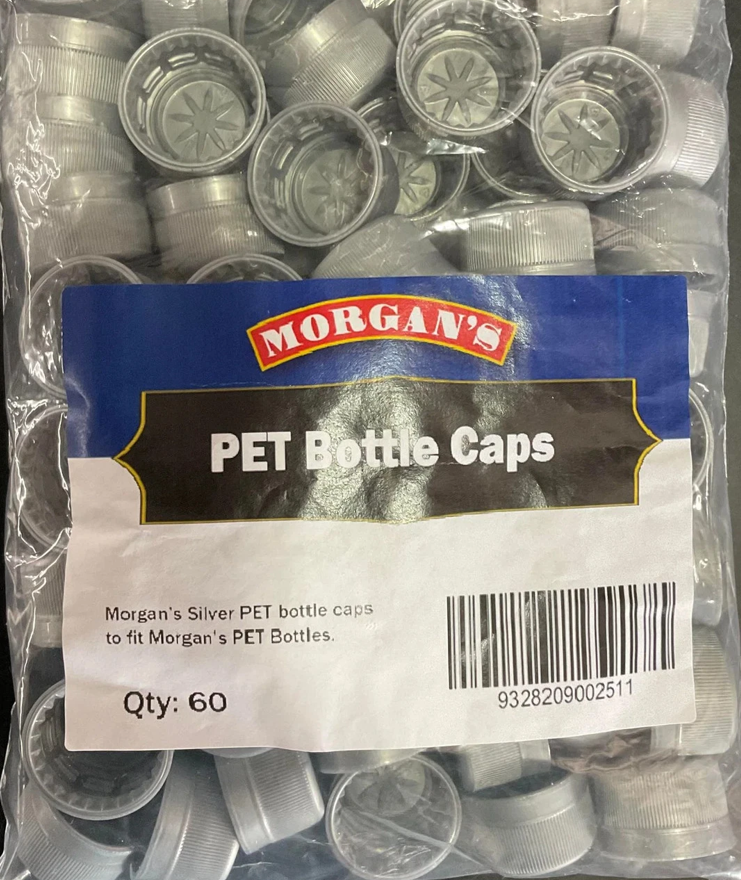 MORGAN'S
PET Bottle Caps
Morgan's Silver PET bottle caps
to fit Morgan's PET Bottles.
Qty: 60
9328209002511